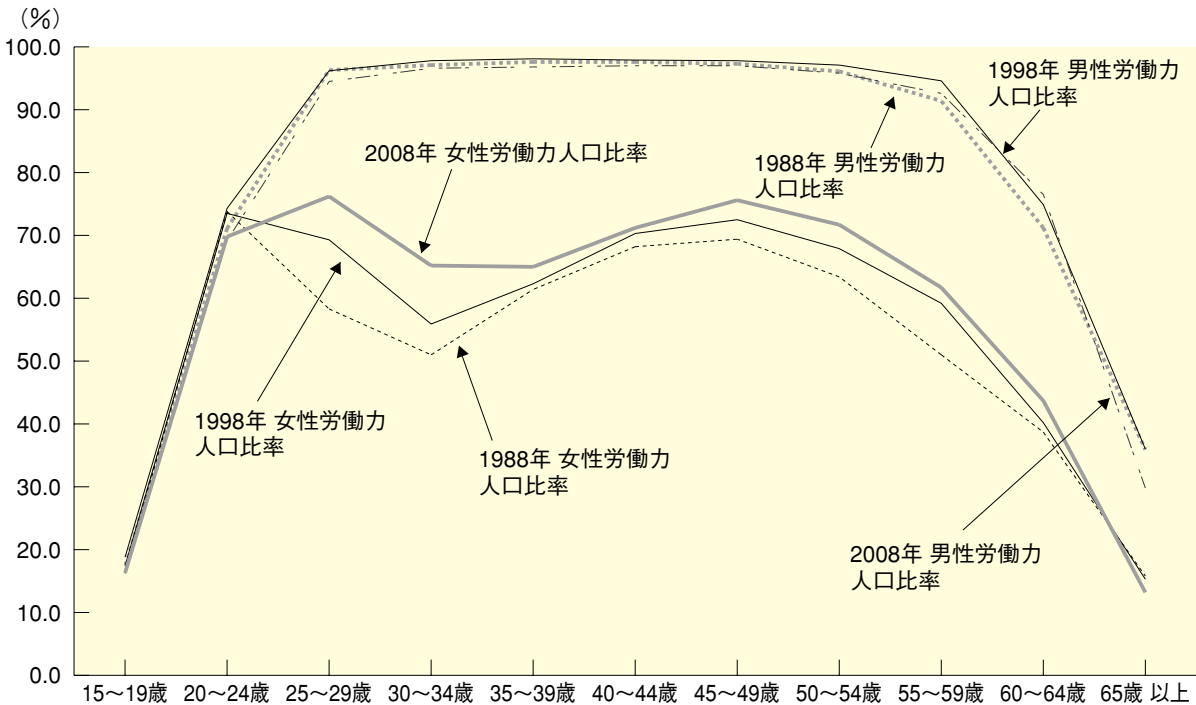 （％）
100.0
90.0
80.0
70.0
60.0
50.0
40.0
30.0
20.0
10.0
0.0
1998年 男性労働力
人口比率
2008年 女性労働力人口比率
1988年 男性労働力
人口比率
1998年 女性労働力
人口比率
1988年 女性労働力
人口比率
2008年 男性労働力
人口比率
15～19歳 20～24歳 25～29歳 30～34歳 35～39歳 40～44歳 45～49歳 50～54歳 55～59歳 60～64歳 65歳 以上